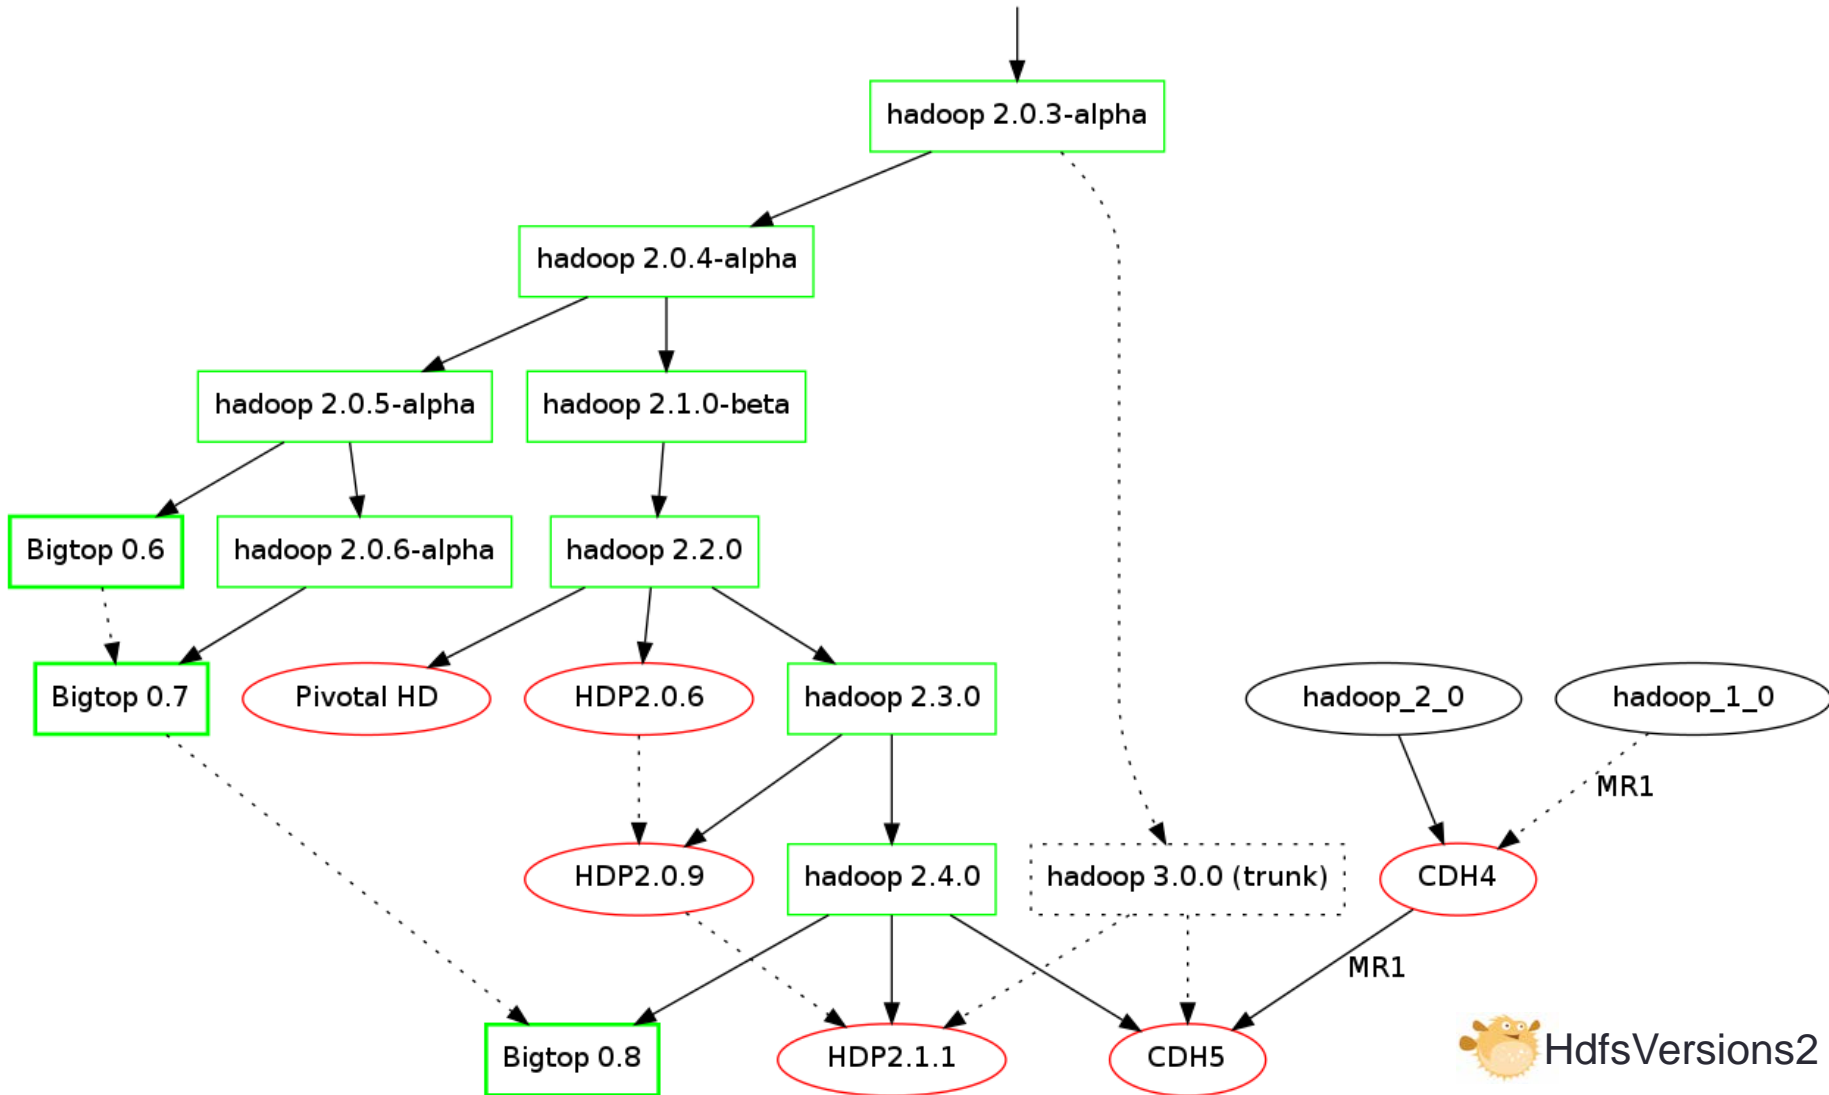 hadoop 2.0.3-alpha
hadoop 2.0.4-alpha
hadoop 2.0.5-alpha
hadoop 2.1.0-beta
Bigtop 0.6
hadoop 2.0.6-alpha
hadoop 2.2.0
Bigtop 0.7
Pivotal HD
HDP2.0.6
hadoop 2.3.0
hadoop_2_0
hadoop_1_0
MR1
HDP2.0.9
hadoop 2.4.0
hadoop 3.0.0 (trunk)
CDH4
MR1
Bigtop 0.8
HDP2.1.1
CDH5
HdfsVersions2